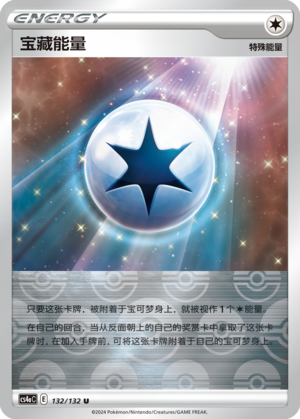 ENERGY
宝藏能量
特殊能量
只要这张卡牌，被附着于宝可梦身上，就被视作1个能量。
在自己的回合，当从反面朝上的自己的奖赏卡中拿取了这张卡牌时，在加入手牌前，可将这张卡牌附着于自己的宝可梦身上。
CS4aC E 132/132 U
©2024 Pokémon/Nintendo/Creatures/GAME FREAK.